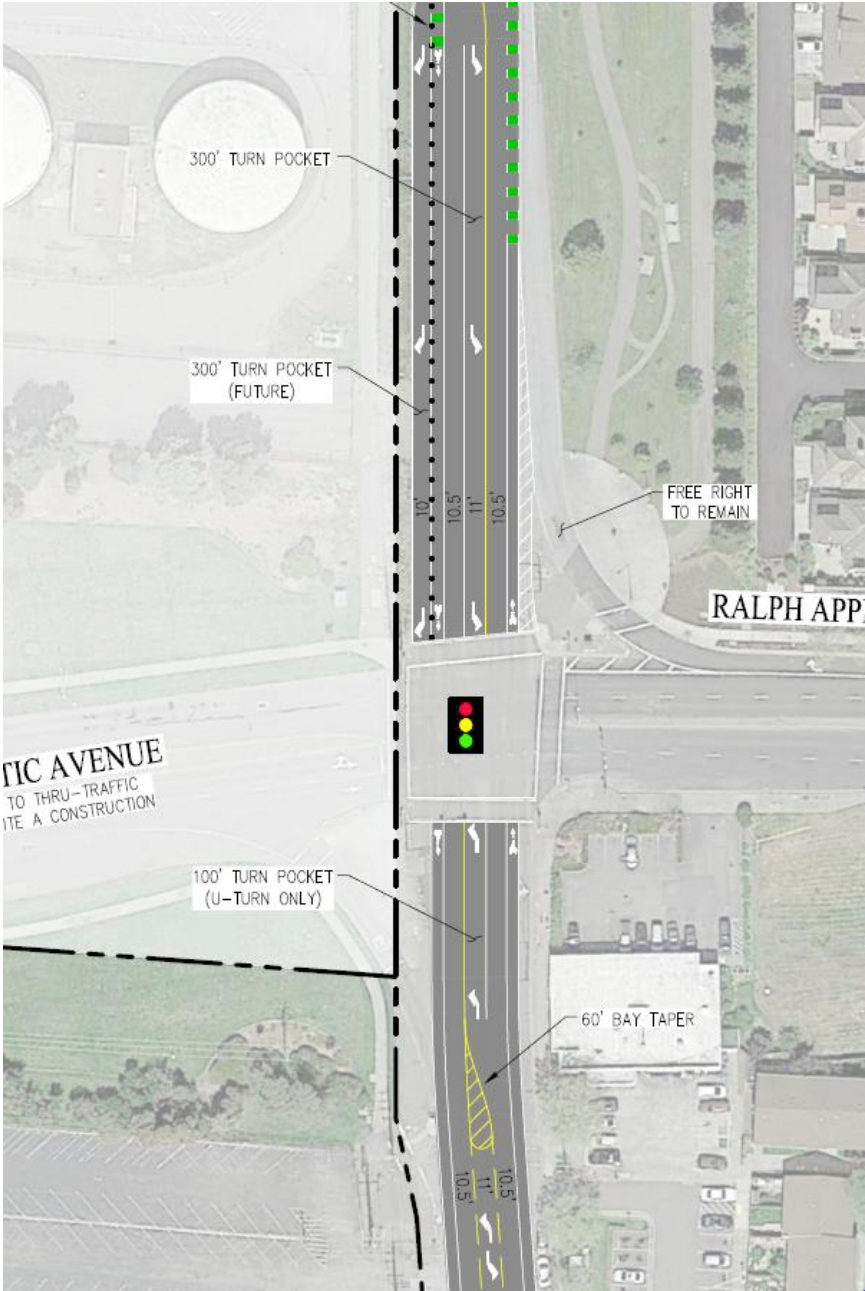 300' TURN POCKET
300' TURN POCKET
(FUTURE)
10'
10.5'
11'
10.5'
FREE RIGHT
TO REMAIN
RALPH APP
TIC AVENUE
TO THRU-TRAFFIC
ITE A CONSTRUCTION
100' TURN POCKET
(U-TURN ONLY)
60' BAY TAPER
10.5'
11'
10.5'